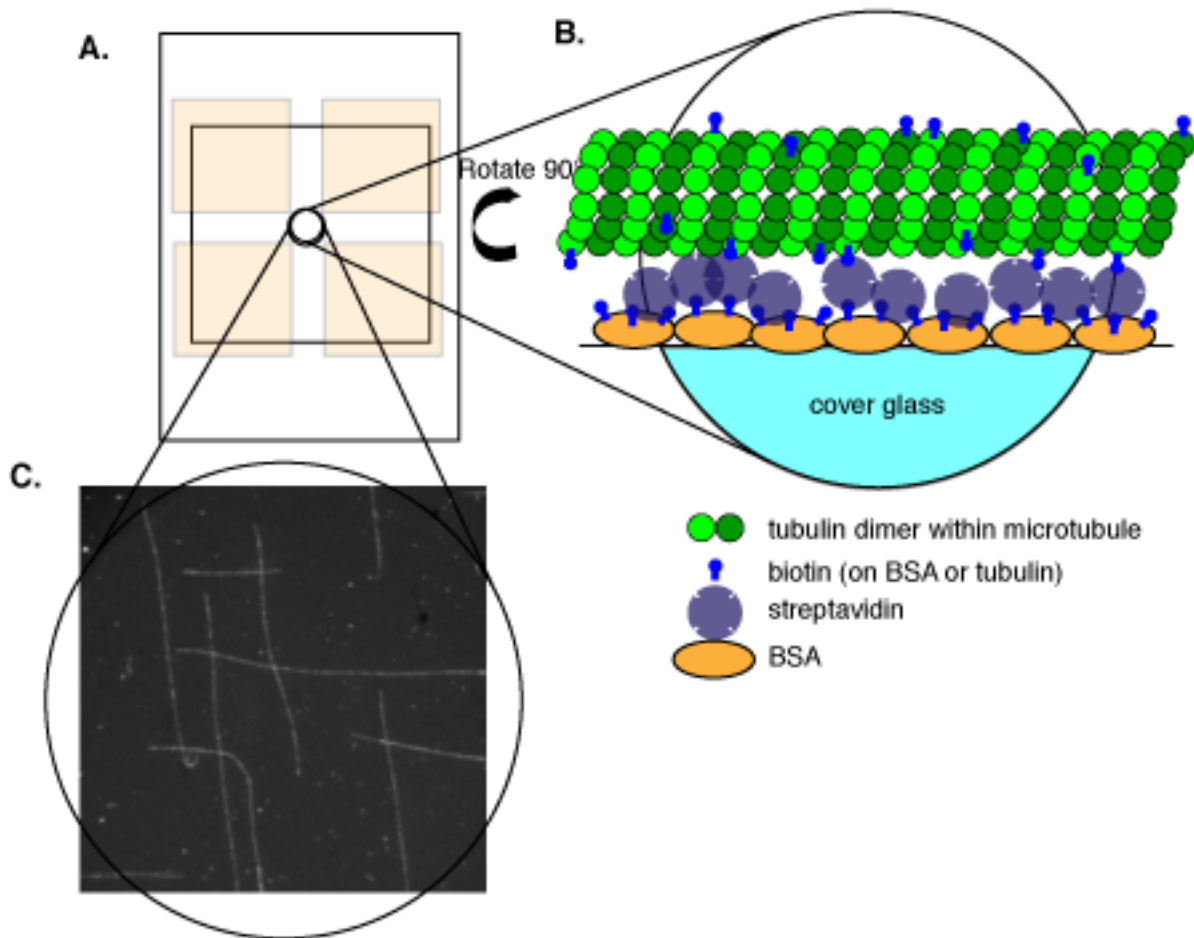 A.
B.
Rotate 90°
cover glass
C.
tubulin dimer within microtubule
biotin (on BSA or tubulin)
streptavidin
BSA